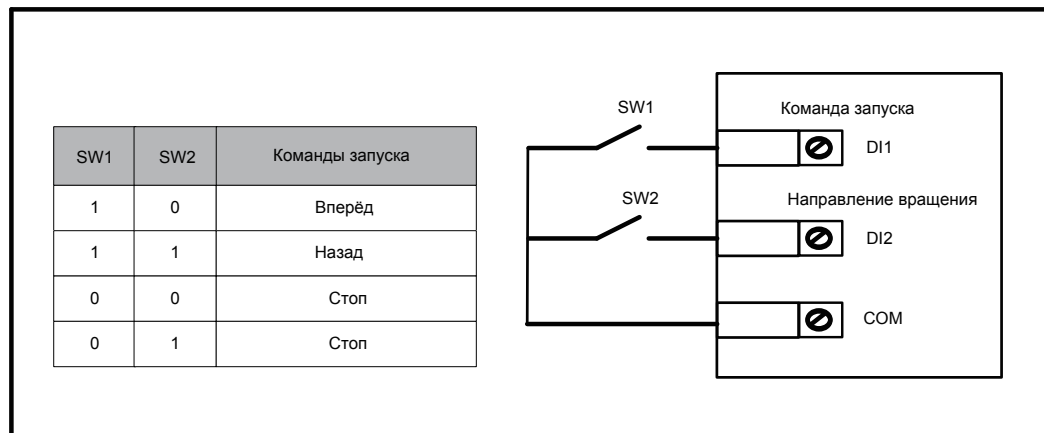 SW1 SW2 Команды запуска
1 0 Вперёд
1 1 Назад
0 0 Стоп
0 1 Стоп
SW1
Команда запуска
DI1
SW2
Направление вращения
DI2
COM